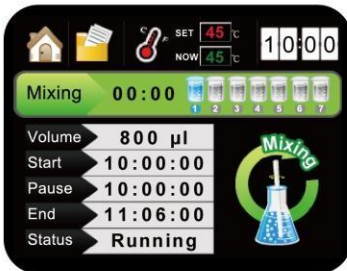 °C °F SET 45 °C 10:00
NOW 45 °C
Mixing 00:00
1 2 3 4 5 6 7
Volume 800 µl
Start 10:00:00
Pause 10:00:00
End 11:06:00
Status Running
Mixing